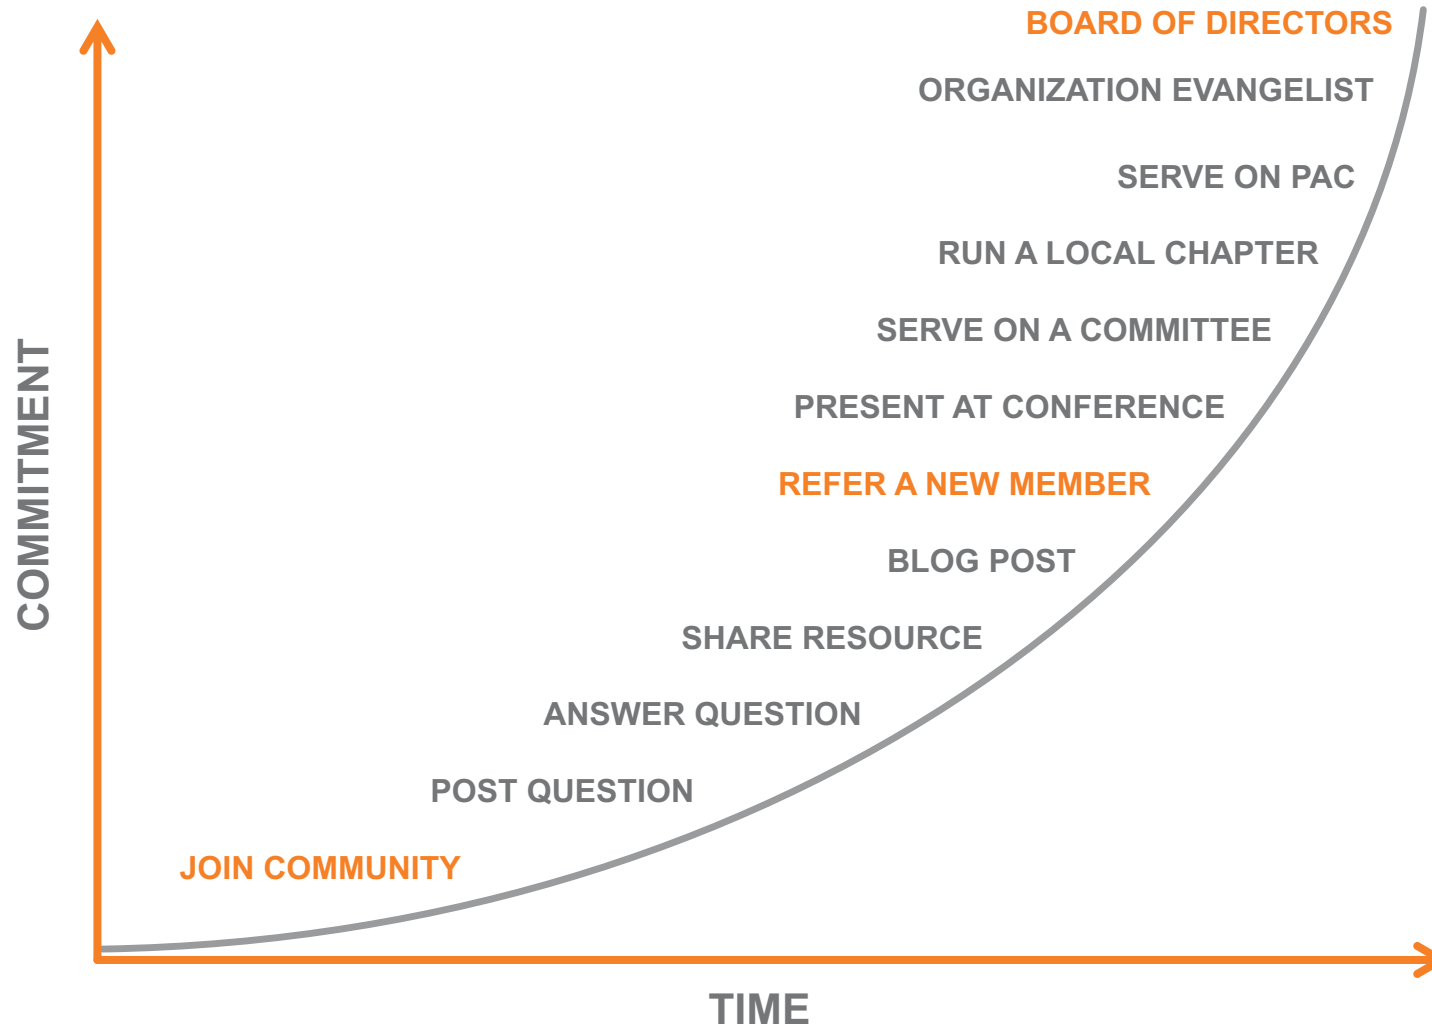 BOARD OF DIRECTORS
ORGANIZATION EVANGELIST
SERVE ON PAC
RUN A LOCAL CHAPTER
SERVE ON A COMMITTEE
PRESENT AT CONFERENCE
REFER A NEW MEMBER
BLOG POST
SHARE RESOURCE
ANSWER QUESTION
POST QUESTION
JOIN COMMUNITY
COMMITMENT
TIME